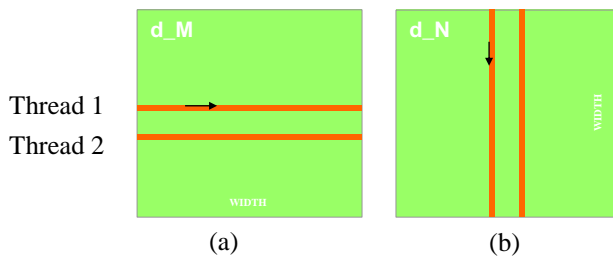 d_M
d_N
Thread 1
Thread 2
WIDTH
WIDTH
(a)
(b)